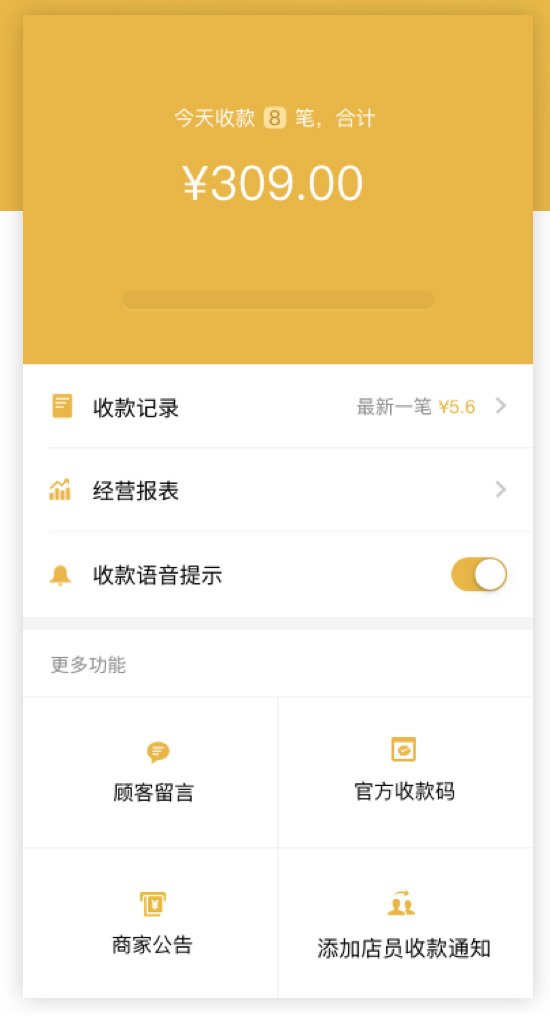 今天收款 8 笔，合计
¥309.00
收款记录 最新一笔 ¥5.6
经营报表
收款语音提示
更多功能
顾客留言 官方收款码
商家公告 添加店员收款通知